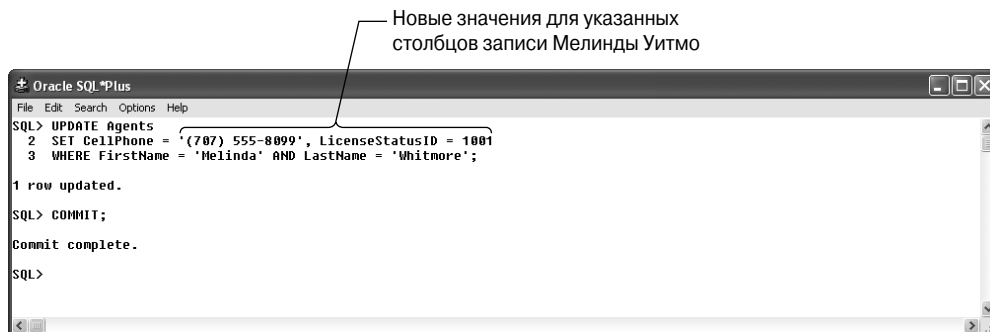 Новые значения для указанных
столбцов записи Мелинды Уитмо
Oracle SQL*Plus
File Edit Search Options Help
SQL> UPDATE Agents
2 SET CellPhone = '(707) 555-8099', LicenseStatusID = 1001
3 WHERE FirstName = 'Melinda' AND LastName = 'Whitmore';
1 row updated.
SQL> COMMIT;
Commit complete.
SQL>